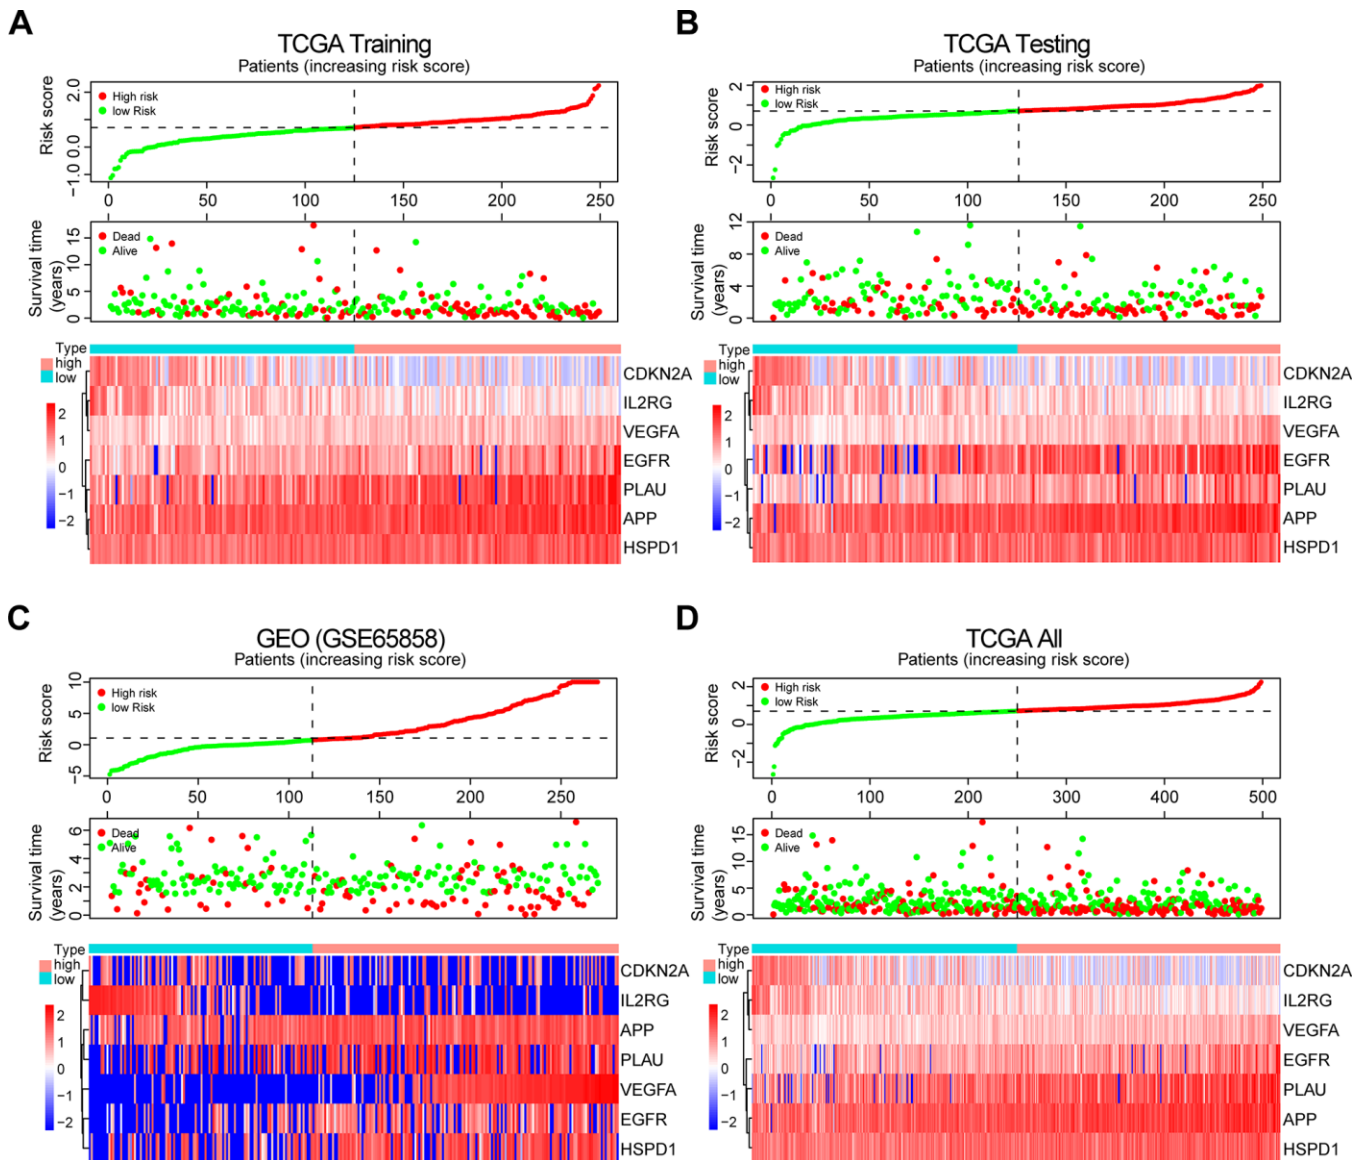 A
TCGA Training
Patients (increasing risk score)
Risk score
2.0
0.0
−1.0
High risk
low Risk
0 50 100 150 200 250
Survival time
(years)
15
10
5
0
Dead
Alive
Type
high
low
2
1
0
−1
−2
CDKN2A
IL2RG
VEGFA
EGFR
PLAU
APP
HSPD1
B
TCGA Testing
Patients (increasing risk score)
Risk score
2
0
−2
High risk
low Risk
0 50 100 150 200 250
Survival time
(years)
12
8
4
0
Dead
Alive
Type
high
low
2
1
0
−1
−2
CDKN2A
IL2RG
VEGFA
EGFR
PLAU
APP
HSPD1
C
GEO (GSE65858)
Patients (increasing risk score)
Risk score
10
5
0
−5
High risk
low Risk
0 50 100 150 200 250
Survival time
(years)
6
4
2
0
Dead
Alive
Type
high
low
2
1
0
−1
−2
CDKN2A
IL2RG
APP
PLAU
VEGFA
EGFR
HSPD1
D
TCGA All
Patients (increasing risk score)
Risk score
2
0
−2
High risk
low Risk
0 100 200 300 400 500
Survival time
(years)
15
10
5
0
Dead
Alive
Type
high
low
2
1
0
−1
−2
CDKN2A
IL2RG
VEGFA
EGFR
PLAU
APP
HSPD1